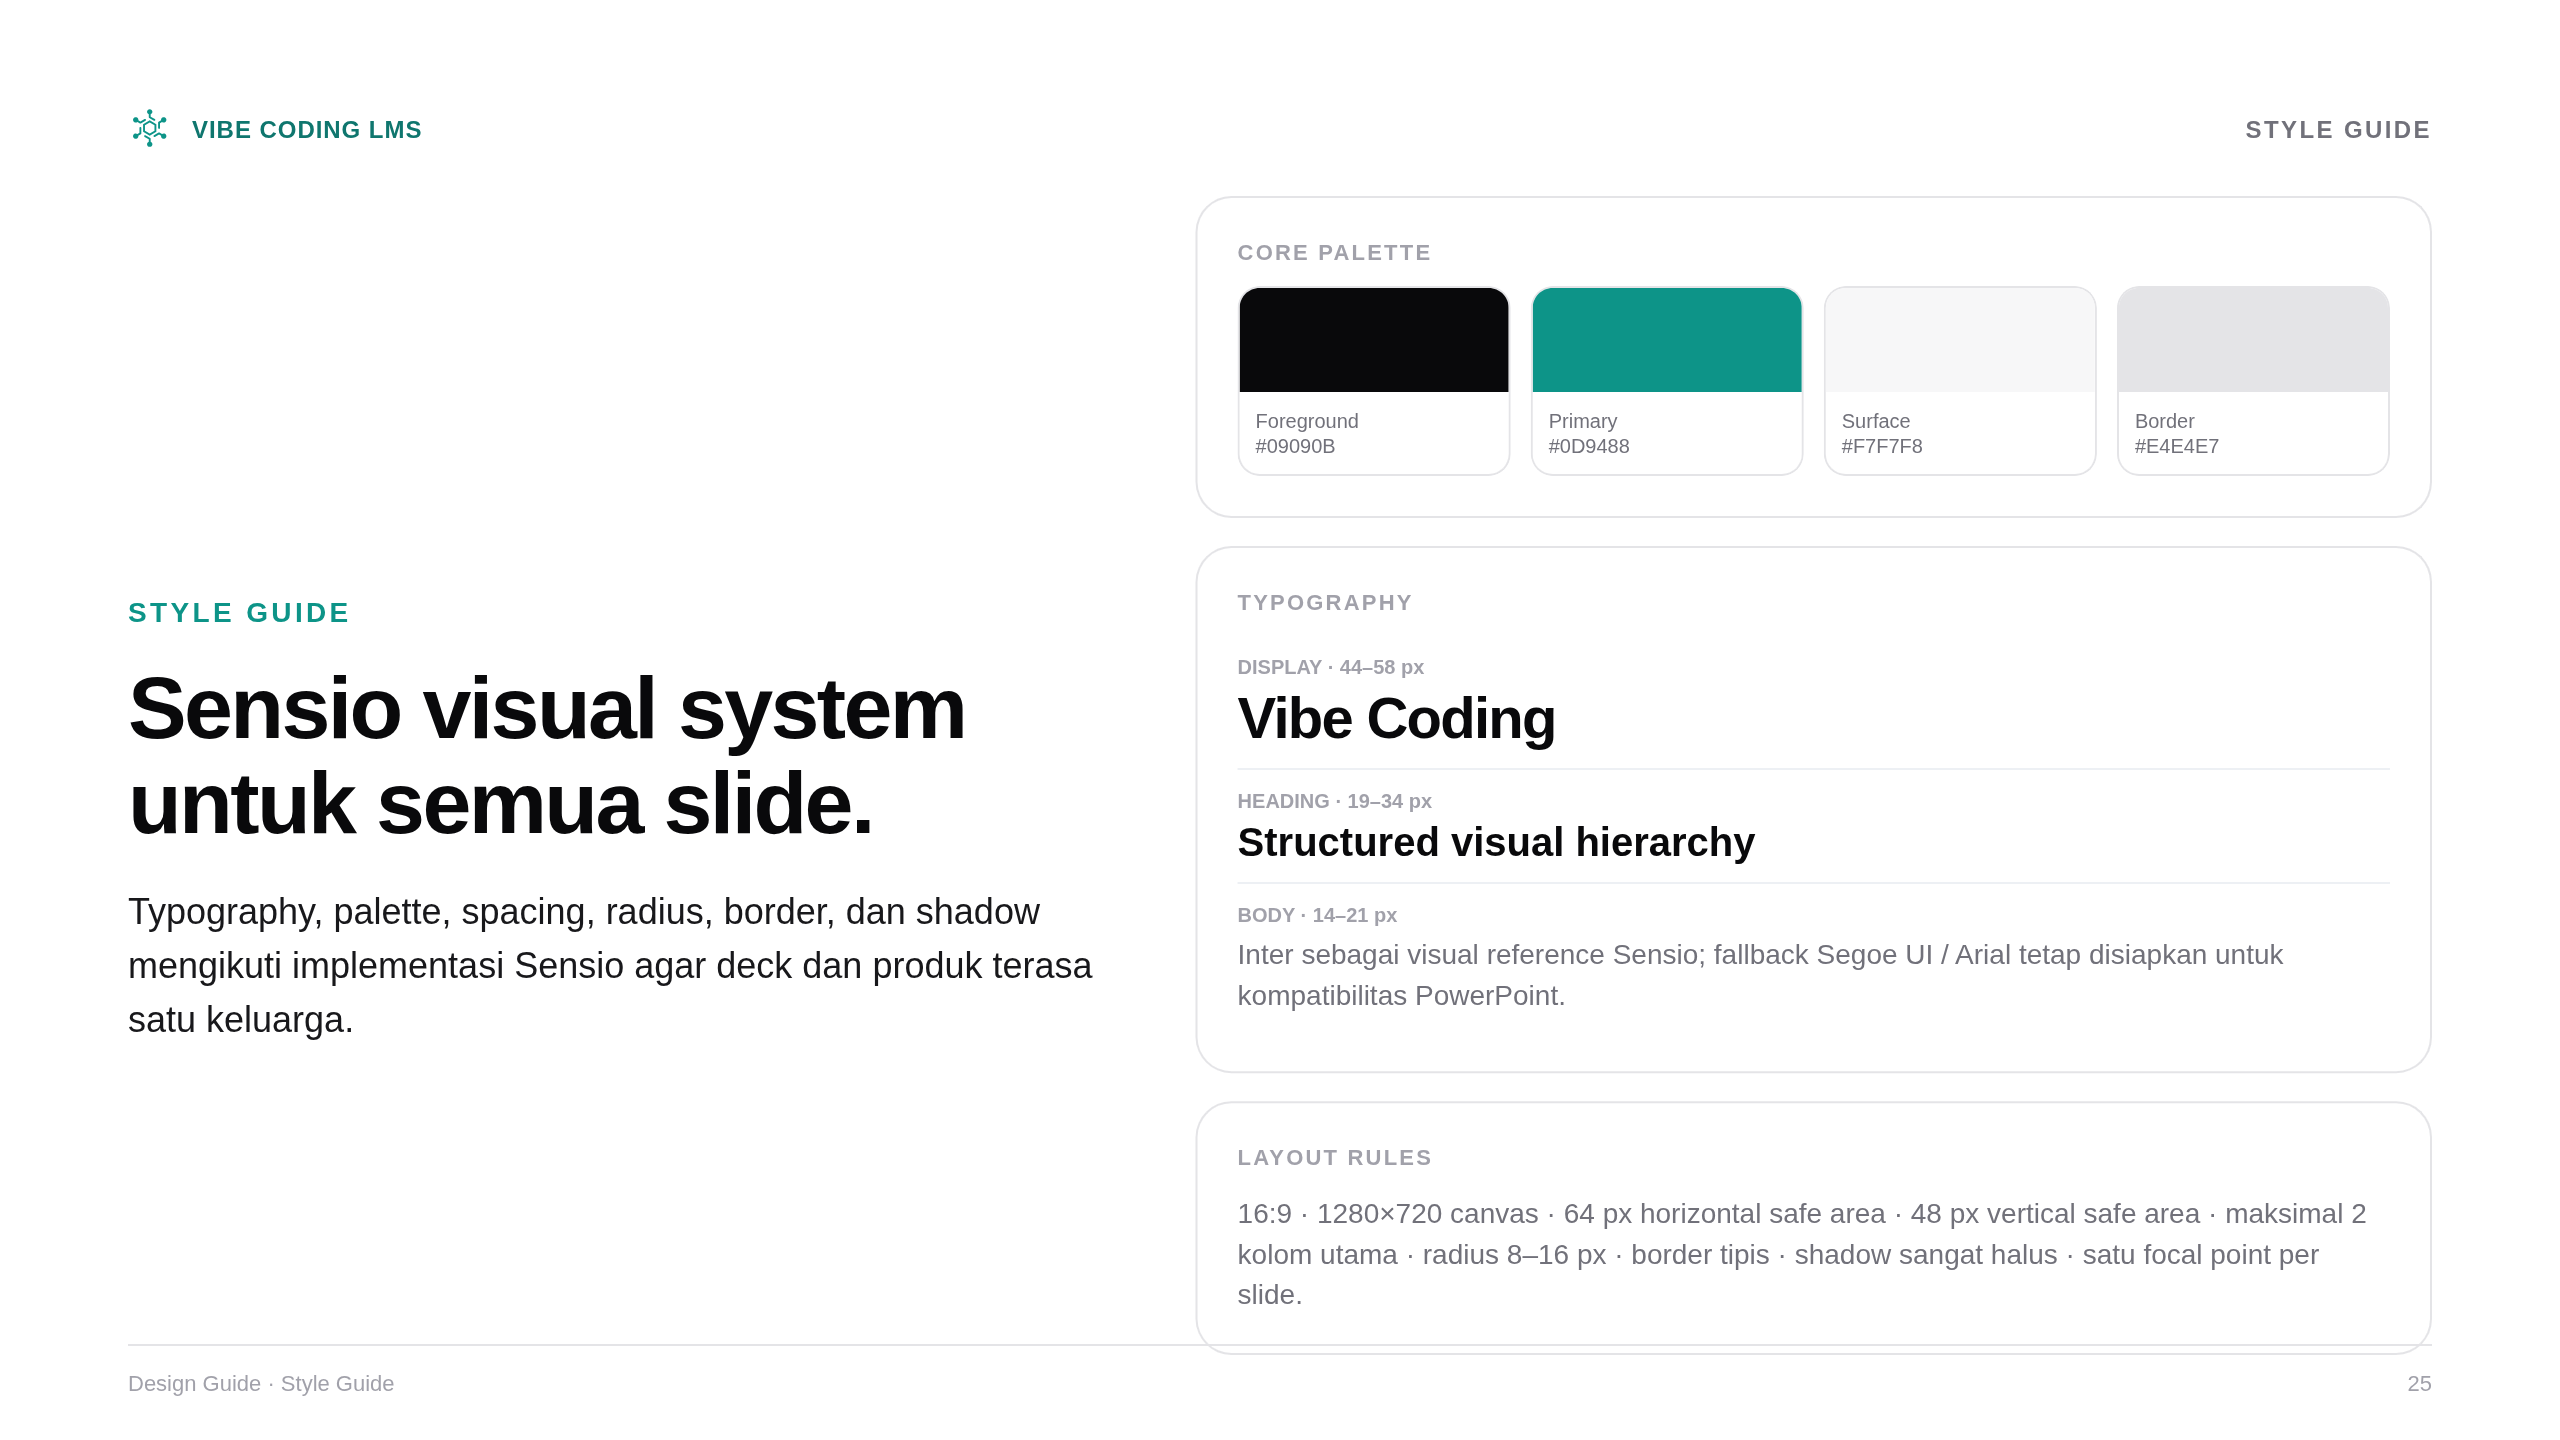 VIBE CODING LMS
STYLE GUIDE
STYLE GUIDE
Sensio visual system
untuk semua slide.
Typography, palette, spacing, radius, border, dan shadow
mengikuti implementasi Sensio agar deck dan produk terasa
satu keluarga.
CORE PALETTE
Foreground
#09090B
Primary
#0D9488
Surface
#F7F7F8
Border
#E4E4E7
TYPOGRAPHY
DISPLAY · 44–58 px
Vibe Coding
HEADING · 19–34 px
Structured visual hierarchy
BODY · 14–21 px
Inter sebagai visual reference Sensio; fallback Segoe UI / Arial tetap disiapkan untuk
kompatibilitas PowerPoint.
LAYOUT RULES
16:9 · 1280×720 canvas · 64 px horizontal safe area · 48 px vertical safe area · maksimal 2
kolom utama · radius 8–16 px · border tipis · shadow sangat halus · satu focal point per
slide.
Design Guide · Style Guide
25